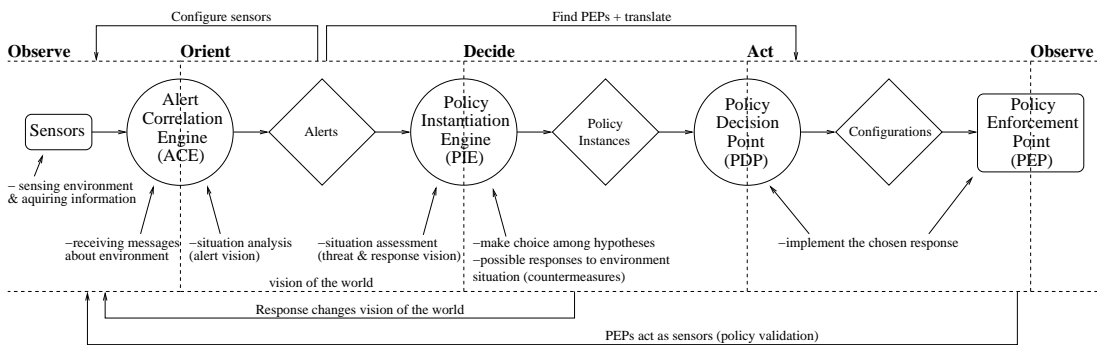 Configure sensors
Find PEPs + translate
Observe
Orient
Decide
Act
Observe
Sensors
Alert
Correlation
Engine
(ACE)
Alerts
Policy
Instantiation
Engine
(PIE)
Policy
Instances
Policy
Decision
Point
(PDP)
Configurations
Policy
Enforcement
Point
(PEP)
– sensing environment
& aquiring information
–receiving messages
about environment
–situation analysis
(alert vision)
–situation assessment
(threat & response vision)
–make choice among hypotheses
–possible responses to environment
situation (countermeasures)
–implement the chosen response
vision of the world
Response changes vision of the world
PEPs act as sensors (policy validation)